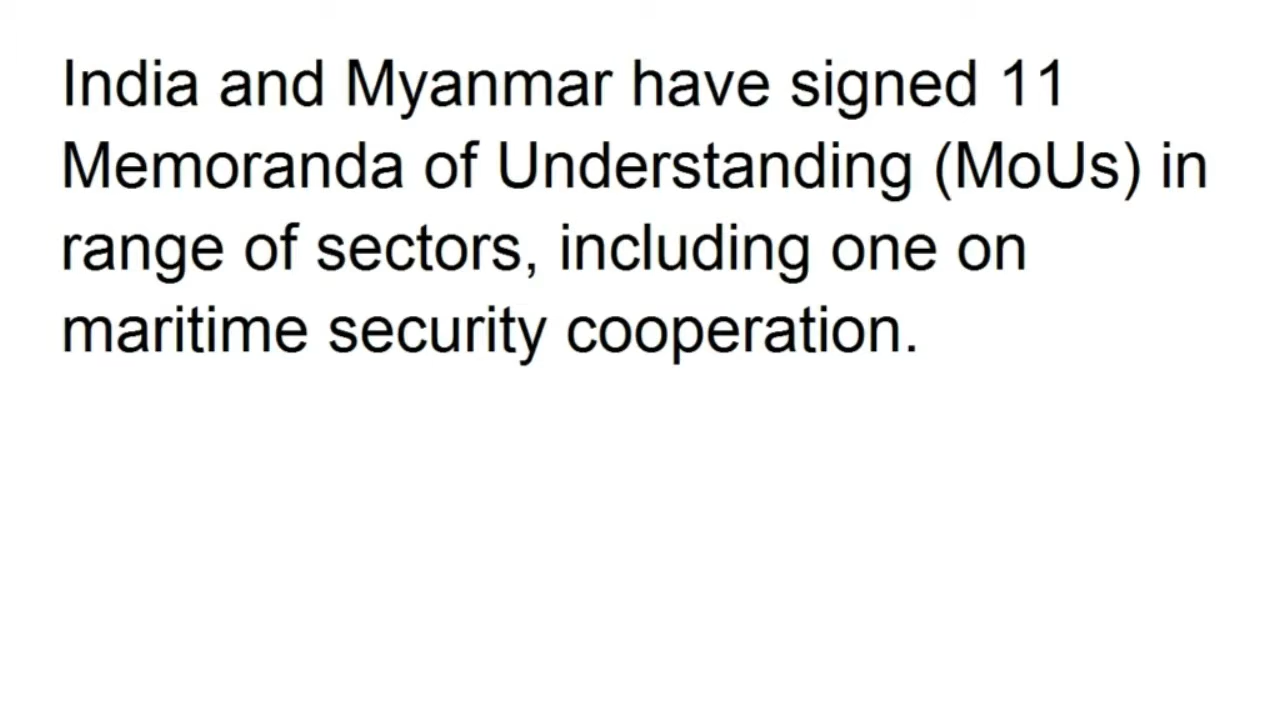 India and Myanmar have signed 11
Memoranda of Understanding (MoUs) in
range of sectors, including one on
maritime security cooperation.